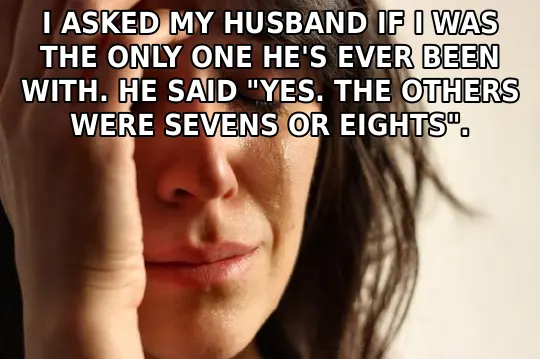 I ASKED MY HUSBAND IF I WAS
THE ONLY ONE HE'S EVER BEEN
WITH. HE SAID "YES. THE OTHERS
WERE SEVENS OR EIGHTS".